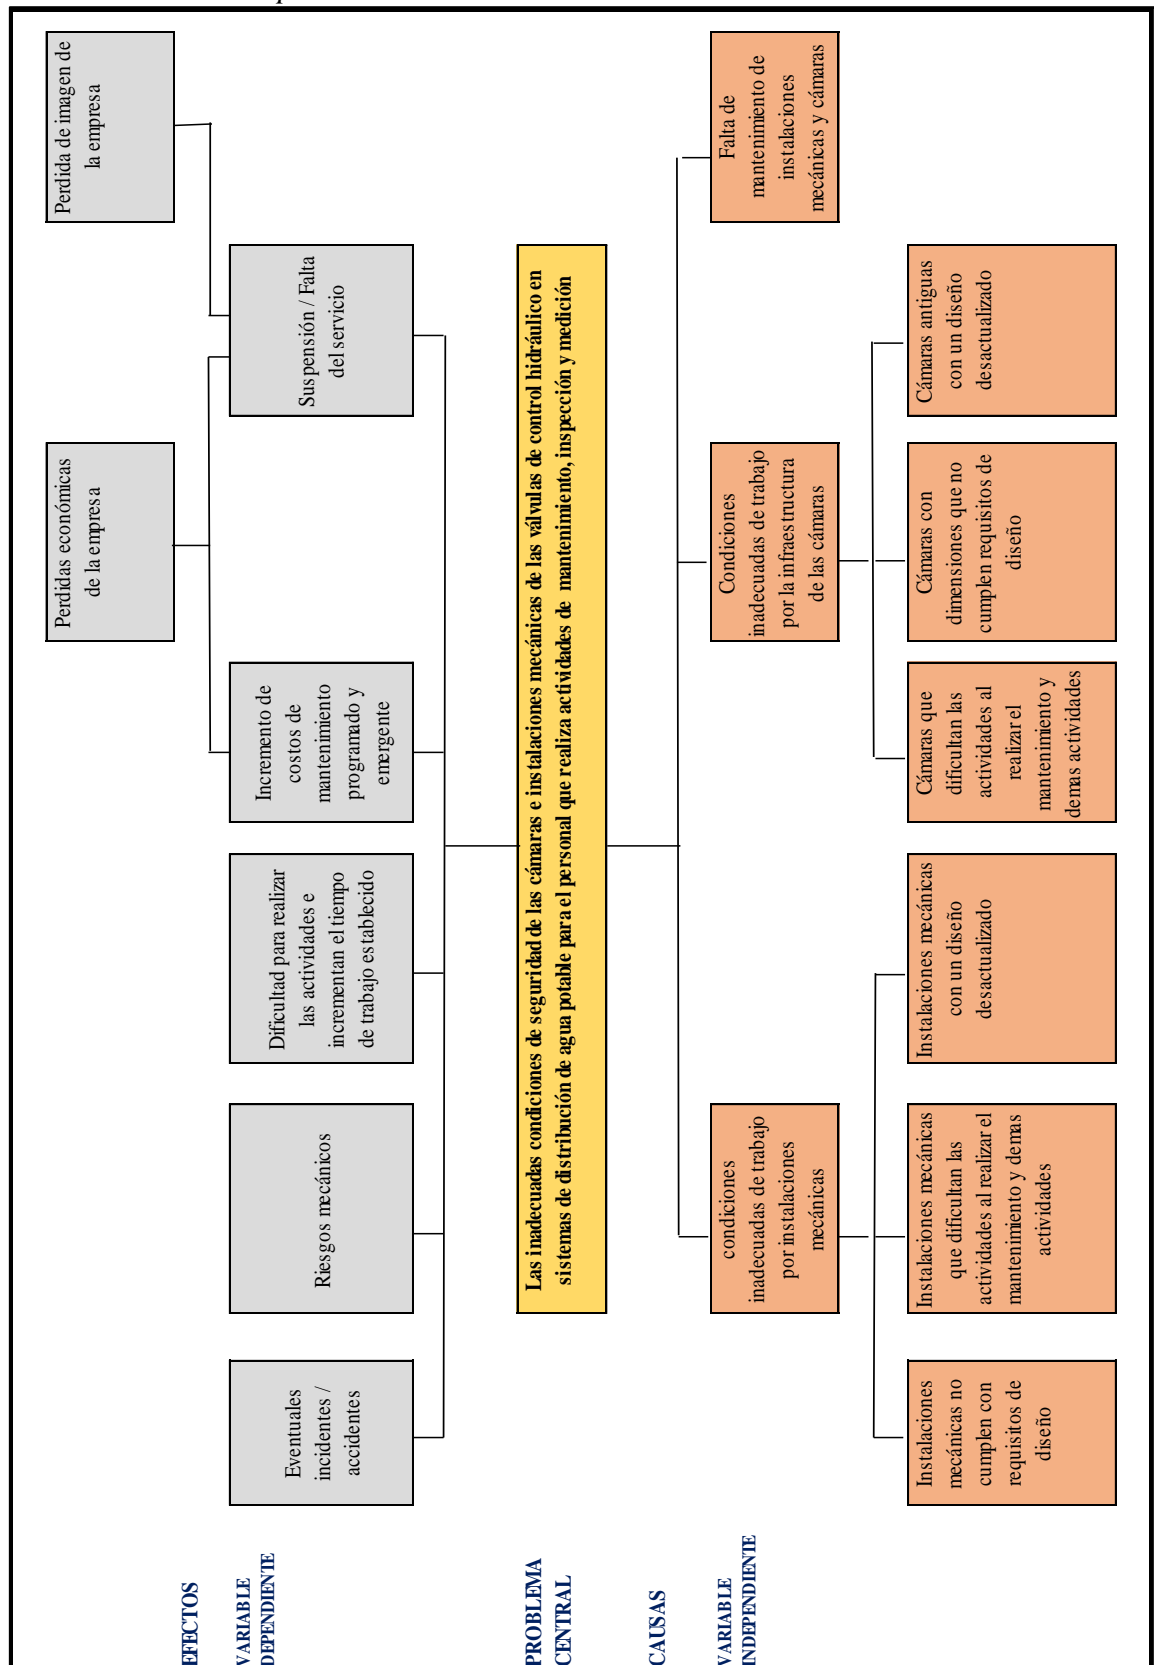 EFECTOS
Perdidas económicas
de la empresa
Perdida de imagen de
la empresa
VARIABLE
DEPENDIENTE
Eventuales
incidentes /
accidentes
Riesgos mecánicos
Dificultad para realizar
las actividades e
incrementan el tiempo
de trabajo establecido
Incremento de
costos de
mantenimiento
programado y
emergente
Suspensión / Falta
del servicio
PROBLEMA
CENTRAL
Las inadecuadas condiciones de seguridad de las cámaras e instalaciones mecánicas de las válvulas de control hidráulico en
sistemas de distribución de agua potable para el personal que realiza actividades de mantenimiento, inspección y medición
CAUSAS
VARIABLE
INDEPENDIENTE
condiciones
inadecuadas de trabajo
por instalaciones
mecánicas
Condiciones
inadecuadas de trabajo
por la infraestructura
de las cámaras
Falta de
mantenimiento de
instalaciones
mecánicas y cámaras
Instalaciones
mecánicas no
cumplen con
requisitos de
diseño
Instalaciones mecánicas
que dificultan las
actividades al realizar el
mantenimiento y demas
actividades
Instalaciones mecánicas
con un diseño
desactualizado
Cámaras que
dificultan las
actividades al
realizar el
mantenimiento y
demas actividades
Cámaras con
dimensiones que no
cumplen requisitos de
diseño
Cámaras antiguas
con un diseño
desactualizado